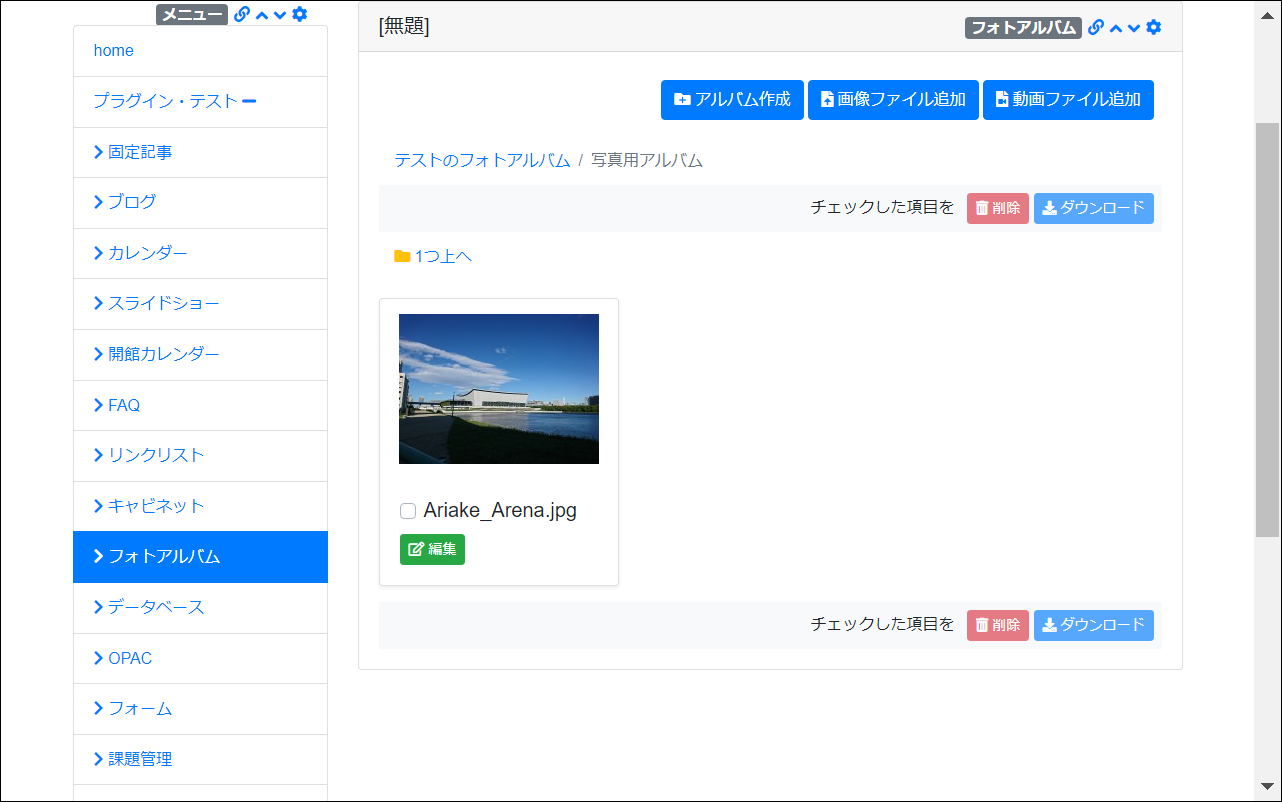 メニュー
home
プラグイン・テスト
固定記事
ブログ
カレンダー
スライドショー
開館カレンダー
FAQ
リンクリスト
キャビネット
フォトアルバム
データベース
OPAC
フォーム
課題管理
[無題]
フォトアルバム
アルバム作成 画像ファイル追加 動画ファイル追加
テストのフォトアルバム / 写真用アルバム
チェックした項目を 削除 ダウンロード
1つ上へ
Ariake_Arena.jpg
編集
チェックした項目を 削除 ダウンロード